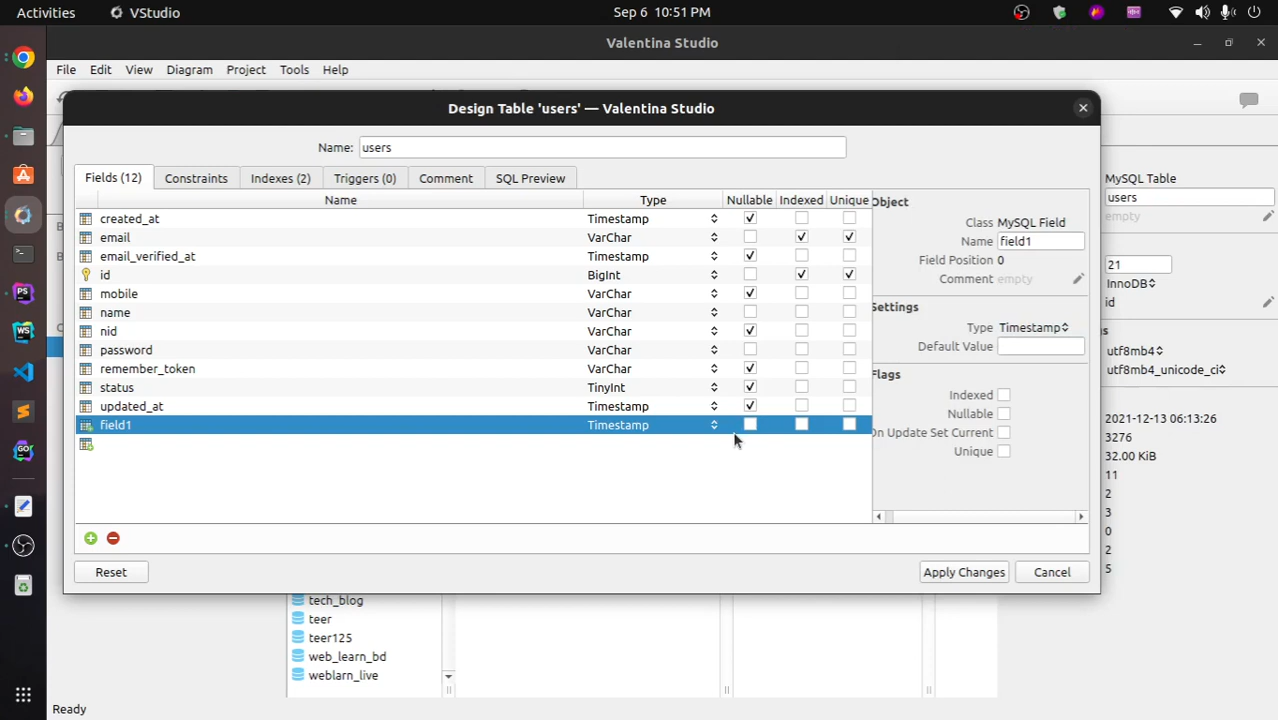 Activities VStudio Sep 6 10:51 PM
Valentina Studio
File Edit View Diagram Project Tools Help
Design Table 'users' — Valentina Studio
Name: users
Fields (12) Constraints Indexes (2) Triggers (0) Comment SQL Preview
Name Type Nullable Indexed Unique
created_at Timestamp
email VarChar
email_verified_at Timestamp
id BigInt
mobile VarChar
name VarChar
nid VarChar
password VarChar
remember_token VarChar
status TinyInt
updated_at Timestamp
field1 Timestamp
Object
Class MySQL Field
Name field1
Field Position 0
Comment empty
Settings
Type Timestamp
Default Value
Flags
Indexed
Nullable
On Update Set Current
Unique
Reset Apply Changes Cancel
MySQL Table
users
empty
21
InnoDB
id
utf8mb4
utf8mb4_unicode_ci
2021-12-13 06:13:26
3276
32.00 KiB
11
2
3
0
2
5
tech_blog
teer
teer125
web_learn_bd
weblarn_live
Ready